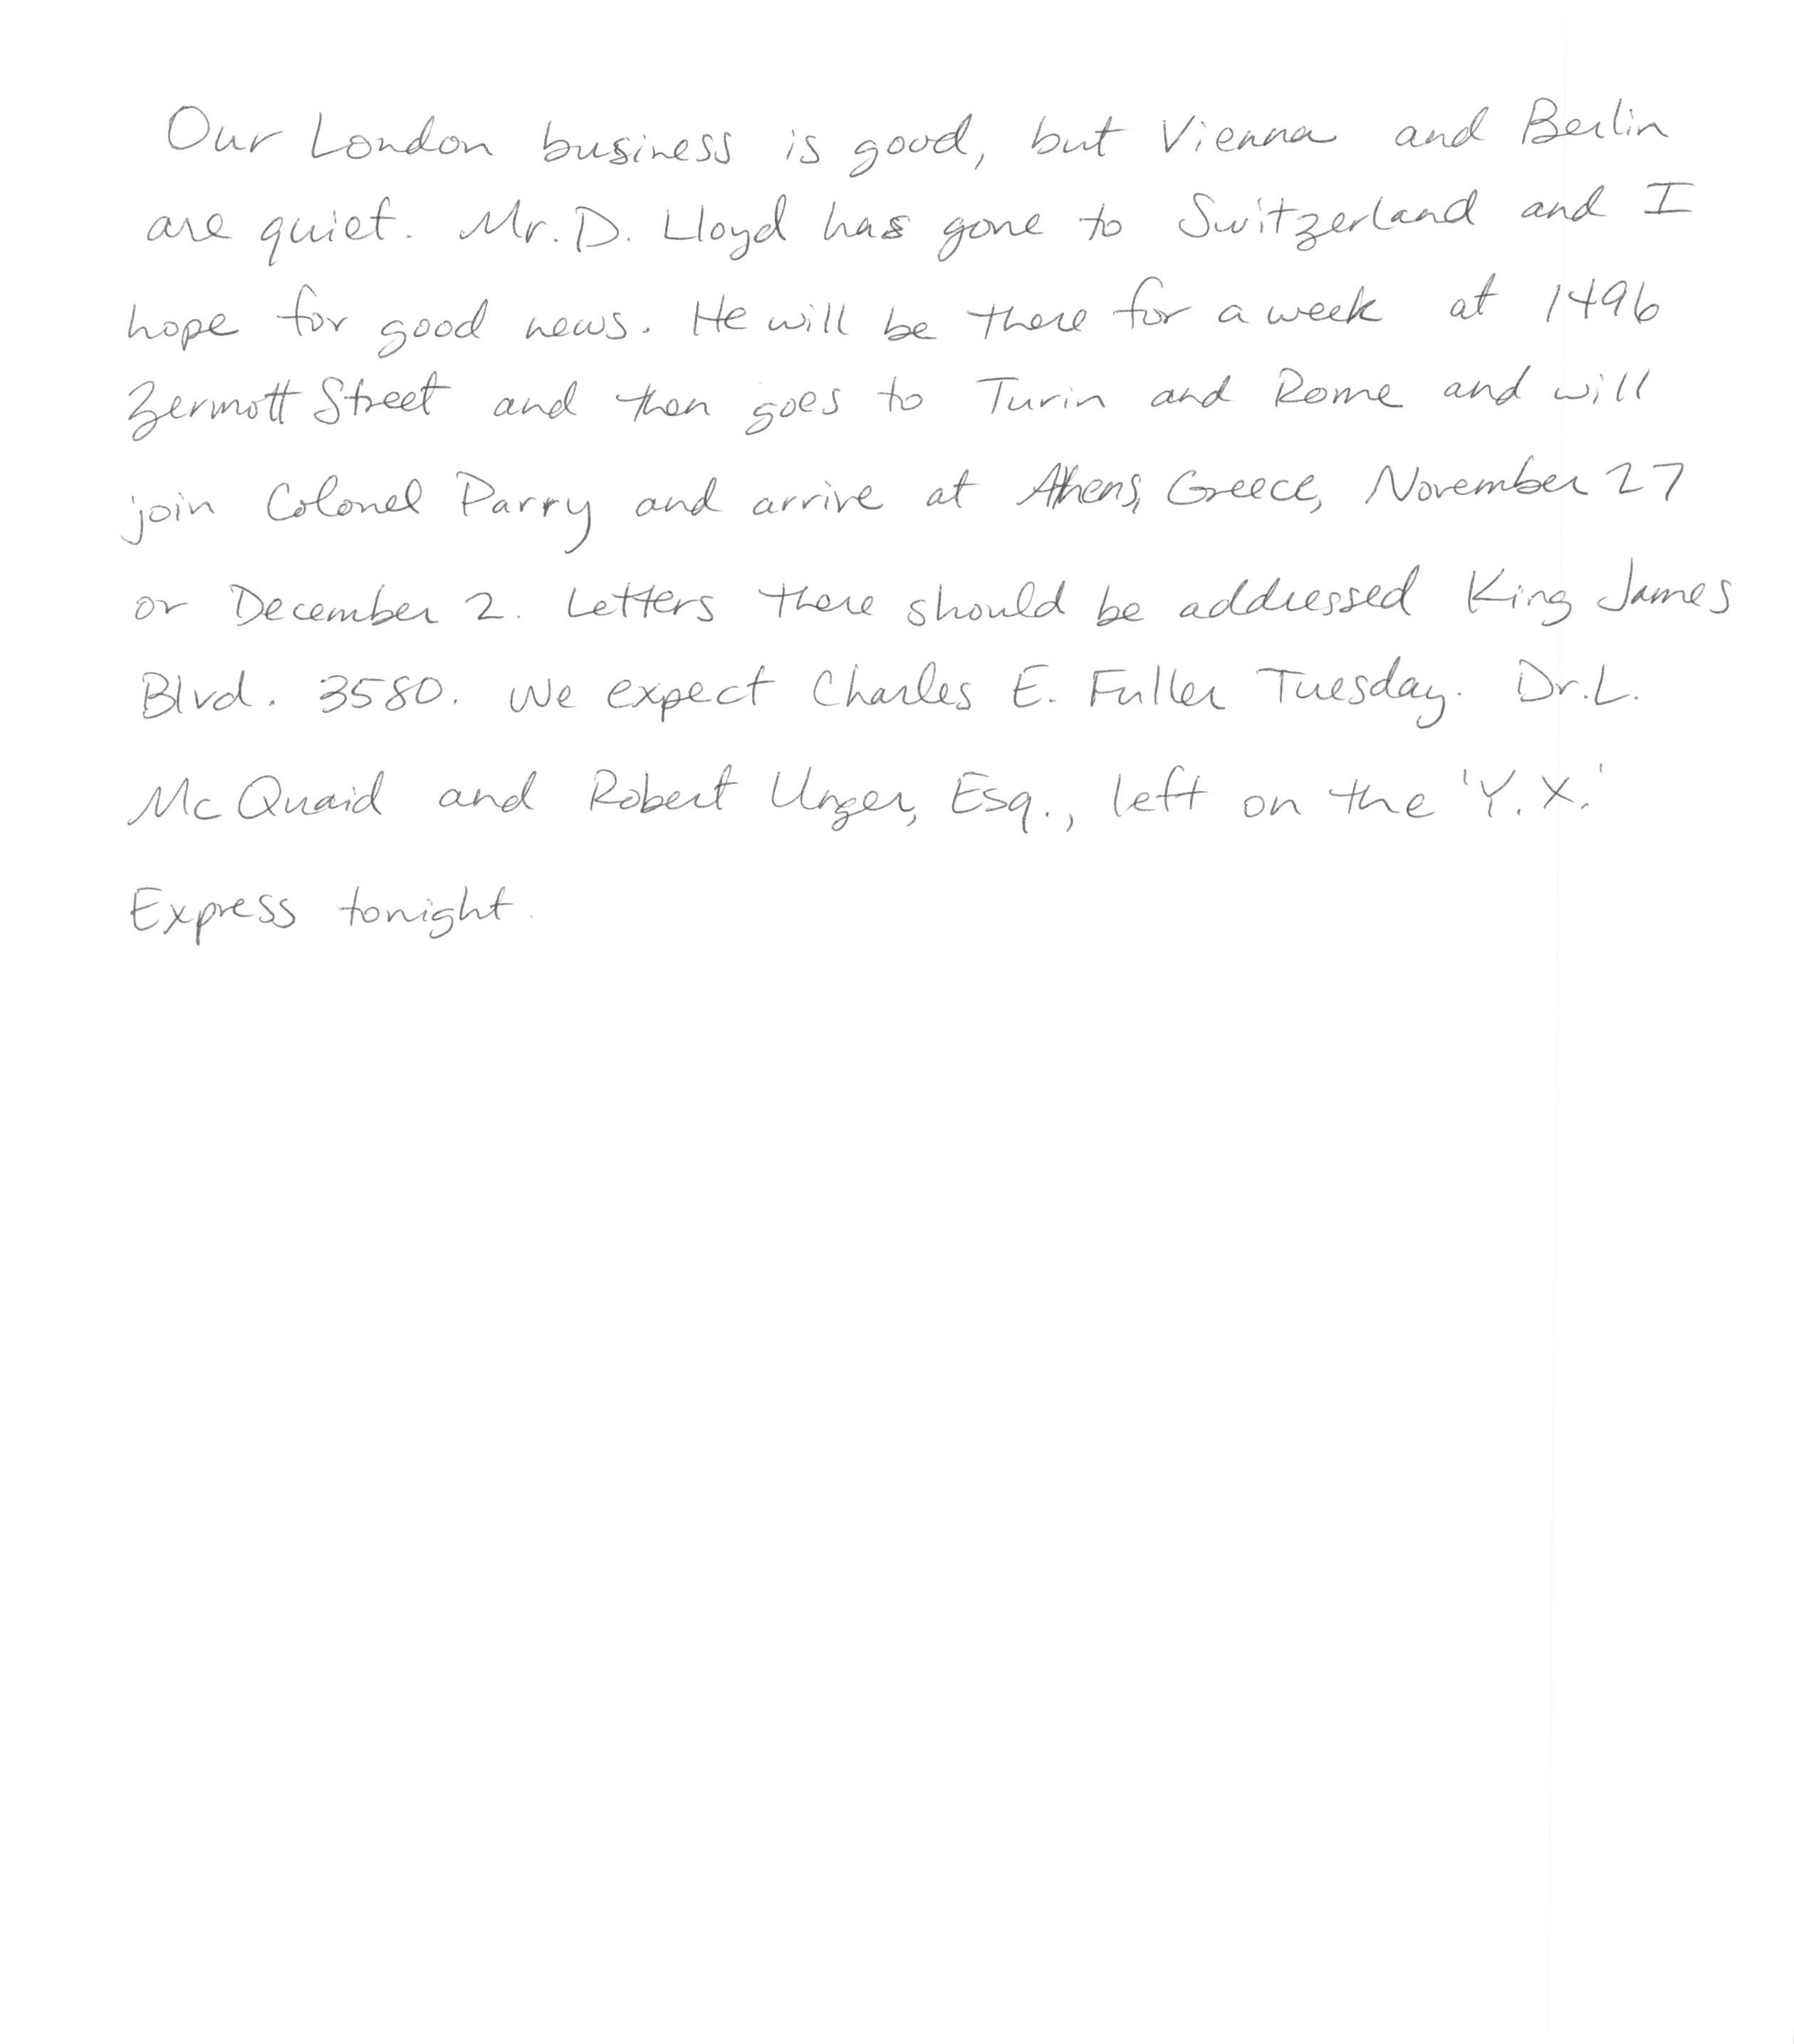 Our London business is good, but Vienna and Berlin
are quiet. Mr. D. Lloyd has gone to Switzerland and I
hope for good news. He will be there for a week at 1496
Zermott Street and then goes to Turin and Rome and will
join Colonel Parry and arrive at Athens, Greece, November 27
or December 2. Letters there should be addressed King James
Blvd. 3580. We expect Charles E. Fuller Tuesday. Dr. L.
McQuaid and Robert Unger, Esq., left on the 'Y.X.'
Express tonight.